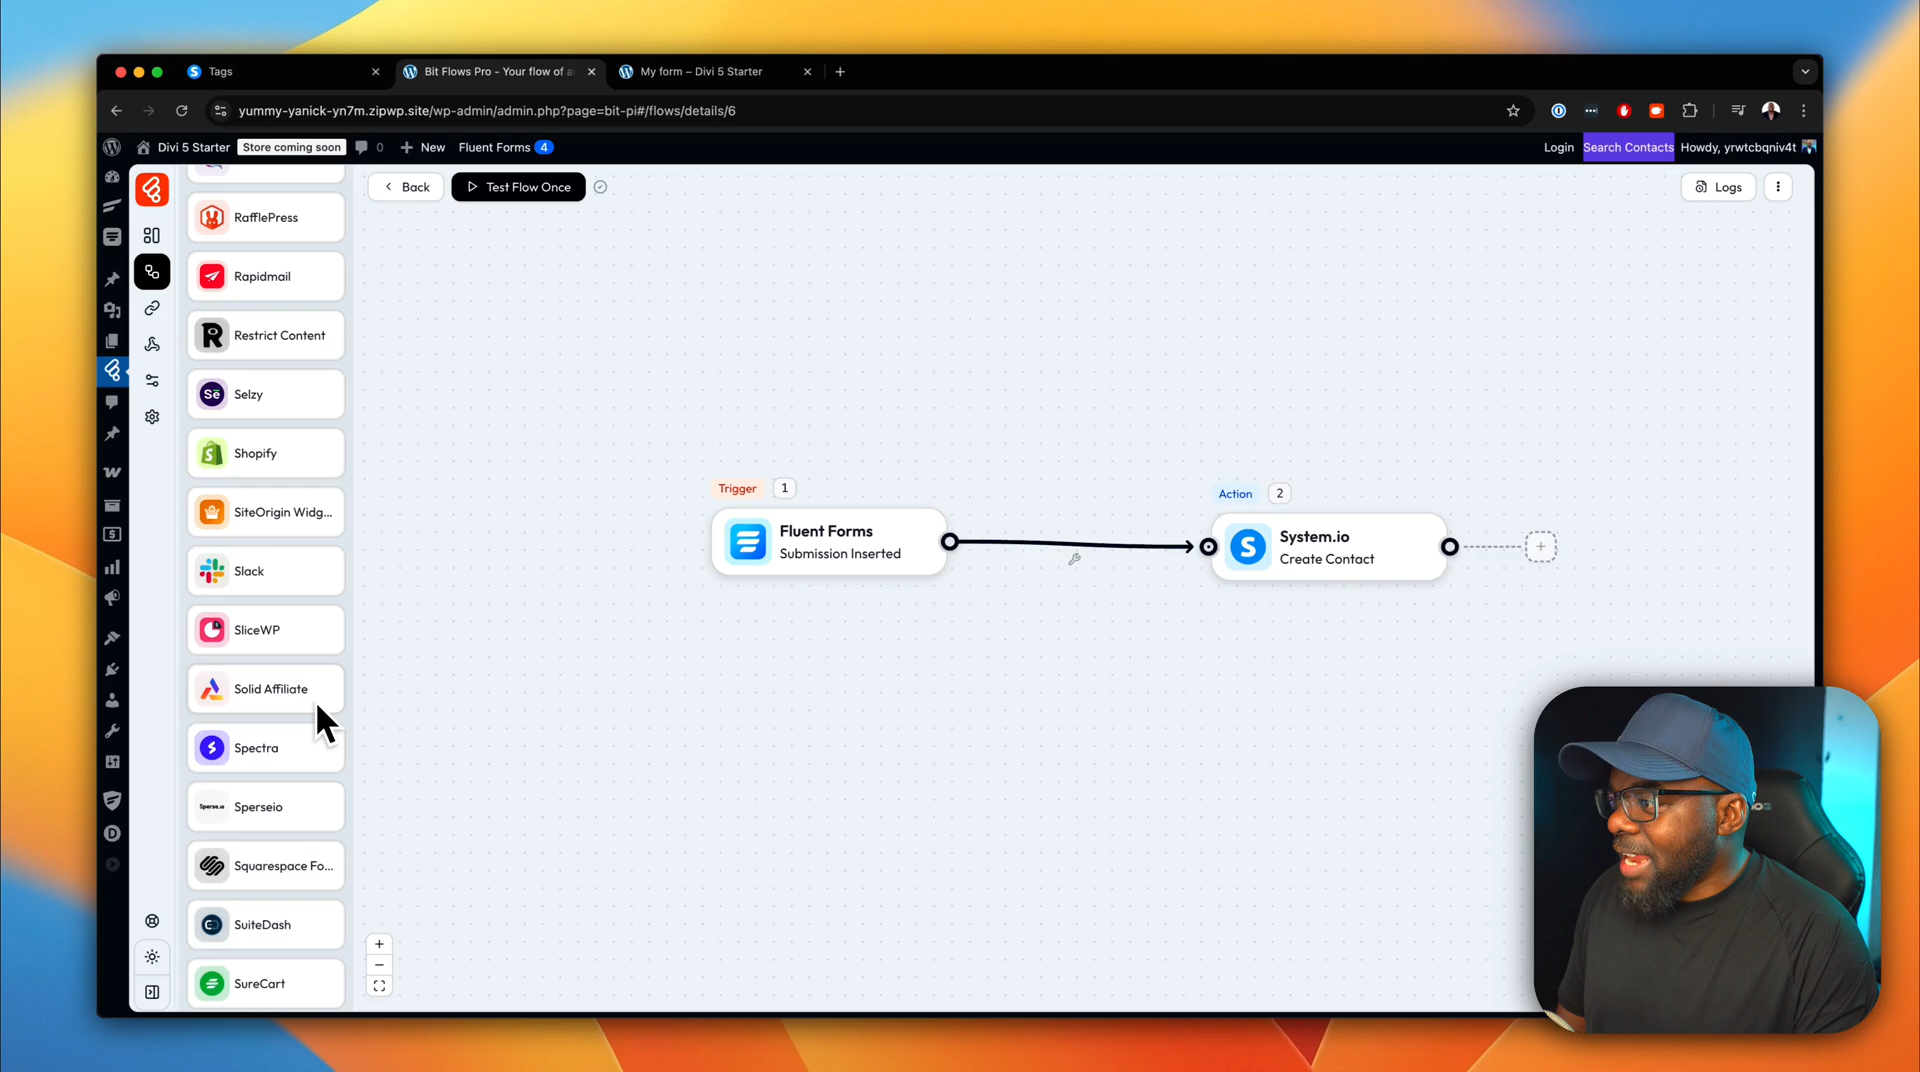 Tags
Bit Flows Pro - Your flow of a
My form – Divi 5 Starter
yummy-yanick-yn7m.zipwp.site/wp-admin/admin.php?page=bit-pi#/flows/details/6
Divi 5 Starter
Store coming soon
0
New
Fluent Forms
4
Login
Search Contacts
Howdy, yrwtcbqniv4t
Back
Test Flow Once
Logs
RafflePress
Rapidmail
Restrict Content
Selzy
Shopify
SiteOrigin Widg...
Slack
SliceWP
Solid Affiliate
Spectra
Sperse.io
Sperseio
Squarespace Fo...
SuiteDash
SureCart
Trigger
1
Fluent Forms
Submission Inserted
Action
2
System.io
Create Contact